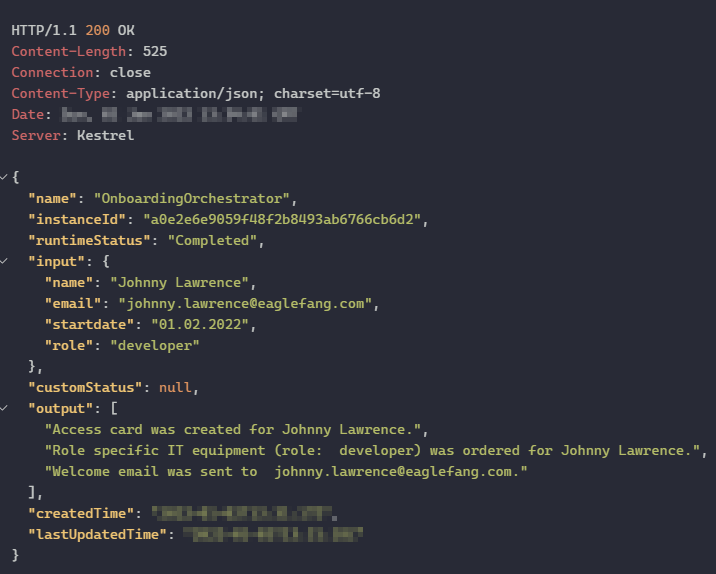 HTTP/1.1 200 OK
Content-Length: 525
Connection: close
Content-Type: application/json; charset=utf-8
Date:
Server: Kestrel
{
"name": "OnboardingOrchestrator",
"instanceId": "a0e2e6e9059f48f2b8493ab6766cb6d2",
"runtimeStatus": "Completed",
"input": {
"name": "Johnny Lawrence",
"email": "johnny.lawrence@eaglefang.com",
"startdate": "01.02.2022",
"role": "developer"
},
"customStatus": null,
"output": [
"Access card was created for Johnny Lawrence.",
"Role specific IT equipment (role:  developer) was ordered for Johnny Lawrence.",
"Welcome email was sent to  johnny.lawrence@eaglefang.com."
],
"createdTime":
"lastUpdatedTime":
}